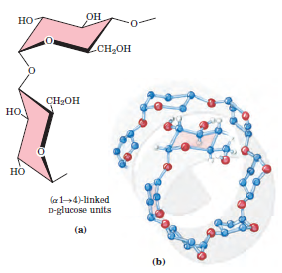 HO
OH
O
O
CH₂OH
O
CH₂OH
HO
O
HO
(α1→4)-linked
D-glucose units
(a)
(b)